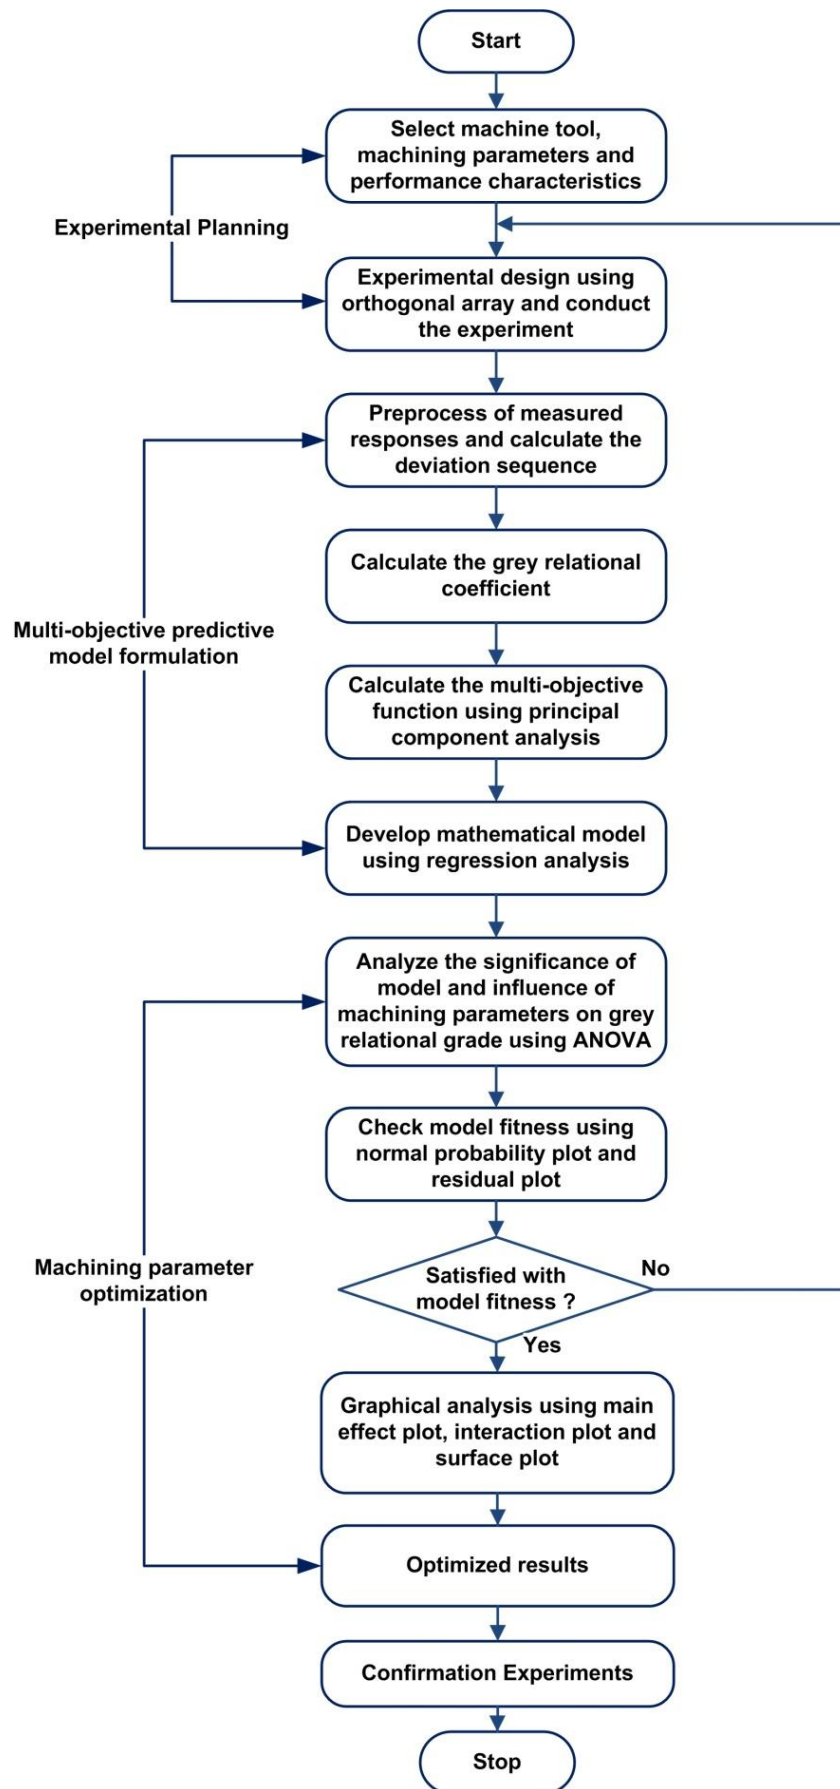 Start
Select machine tool,
machining parameters and
performance characteristics
Experimental Planning
Experimental design using
orthogonal array and conduct
the experiment
Preprocess of measured
responses and calculate the
deviation sequence
Calculate the grey relational
coefficient
Multi-objective predictive
model formulation
Calculate the multi-objective
function using principal
component analysis
Develop mathematical model
using regression analysis
Analyze the significance of
model and influence of
machining parameters on grey
relational grade using ANOVA
Check model fitness using
normal probability plot and
residual plot
Machining parameter
optimization
Satisfied with
model fitness ?
No
Yes
Graphical analysis using main
effect plot, interaction plot and
surface plot
Optimized results
Confirmation Experiments
Stop